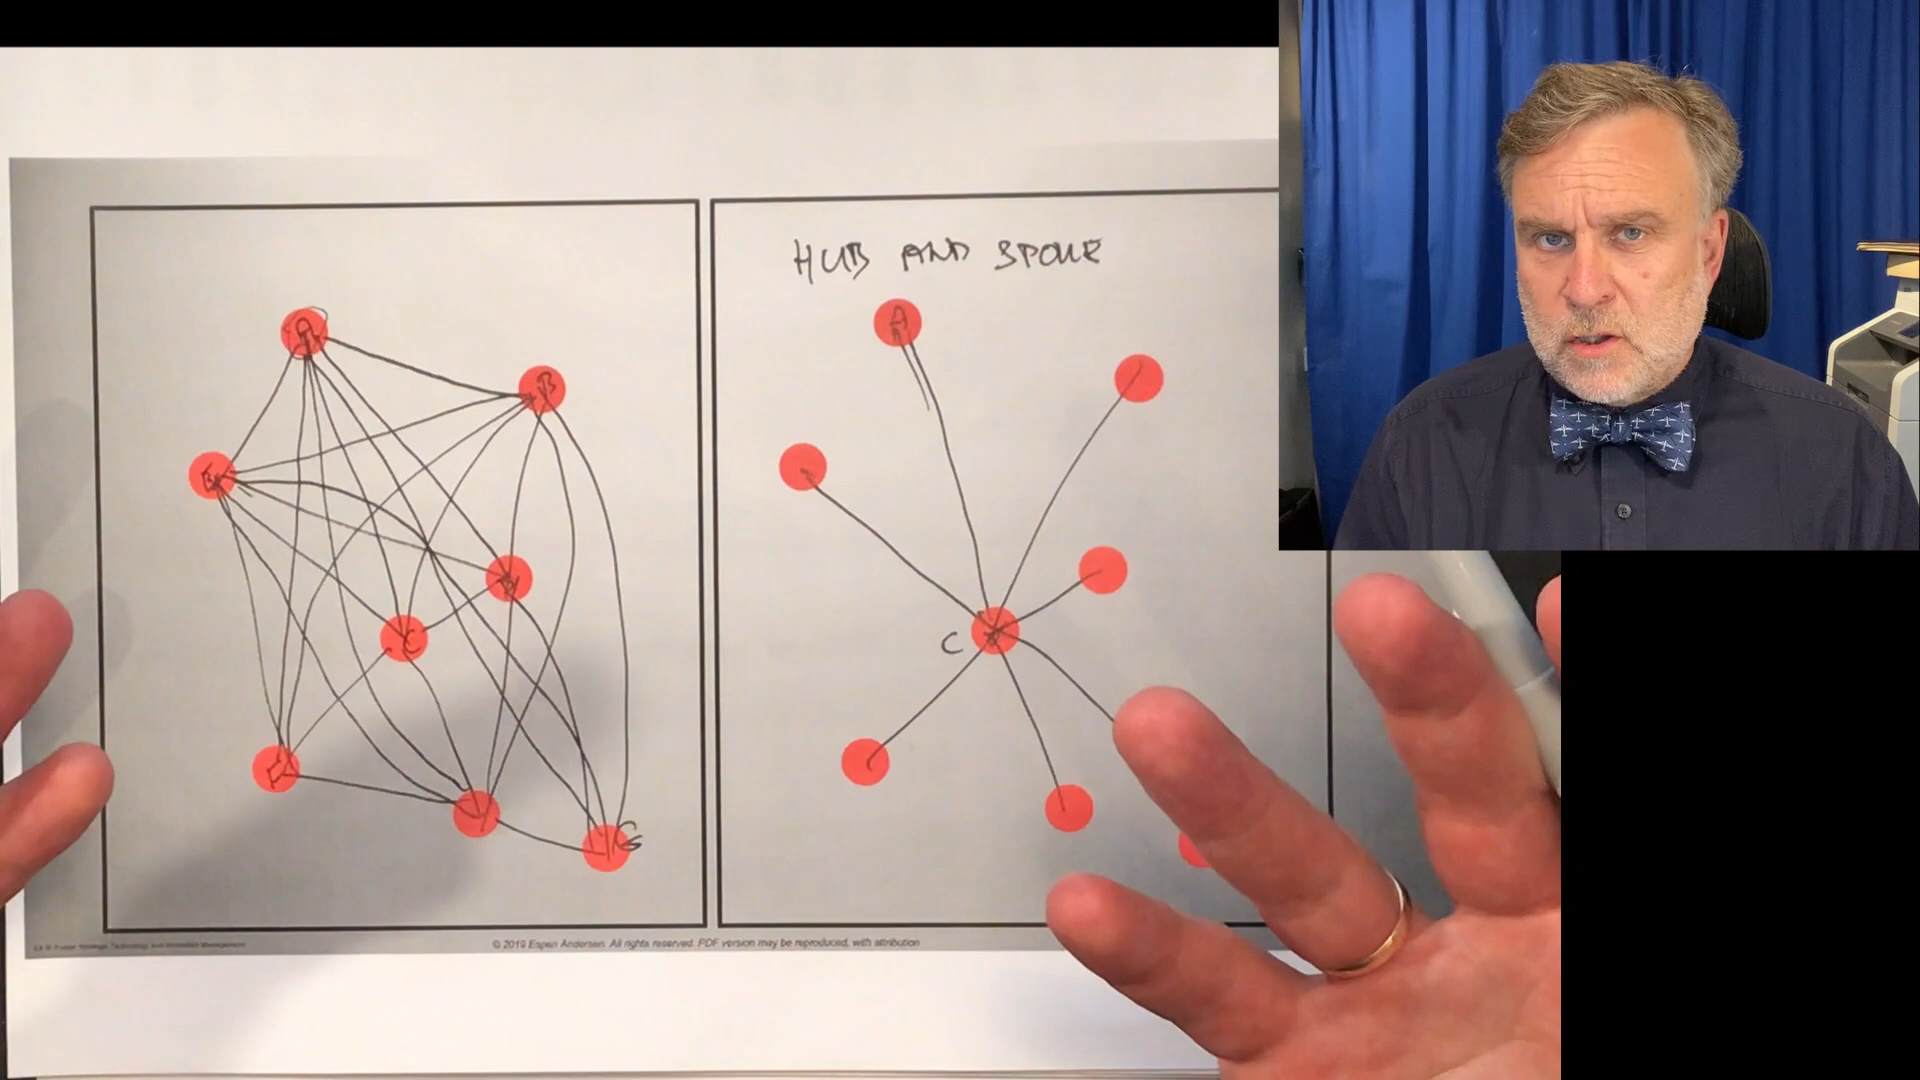 HUB AND SPOKE
A
A
B
B
C
C
G
© 2019 Espen Andersen. All rights reserved. PDF version may be reproduced, with attribution